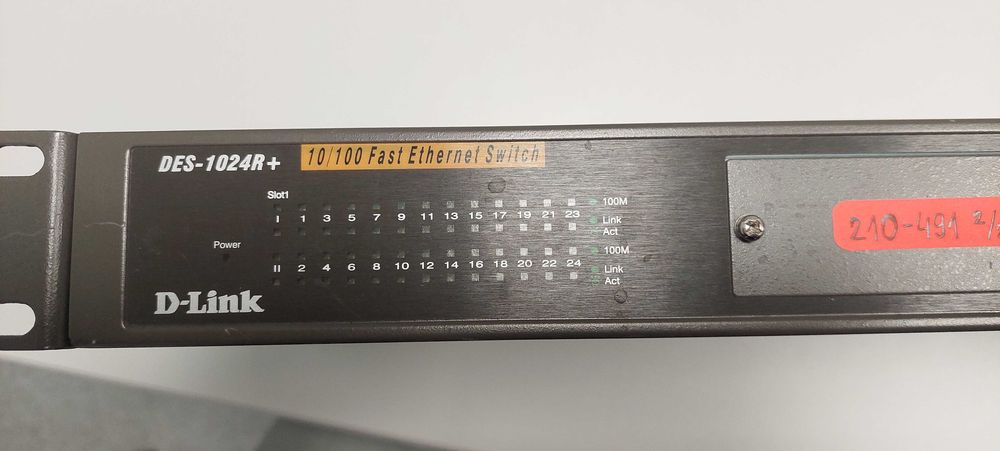 DES-1024R+ 10/100 Fast Ethernet Switch
Slot1
100M
I 1 3 5 7 9 11 13 15 17 19 21 23 Link
Act
Power
100M
II 2 4 6 8 10 12 14 16 18 20 22 24 Link
Act
D-Link
210-491